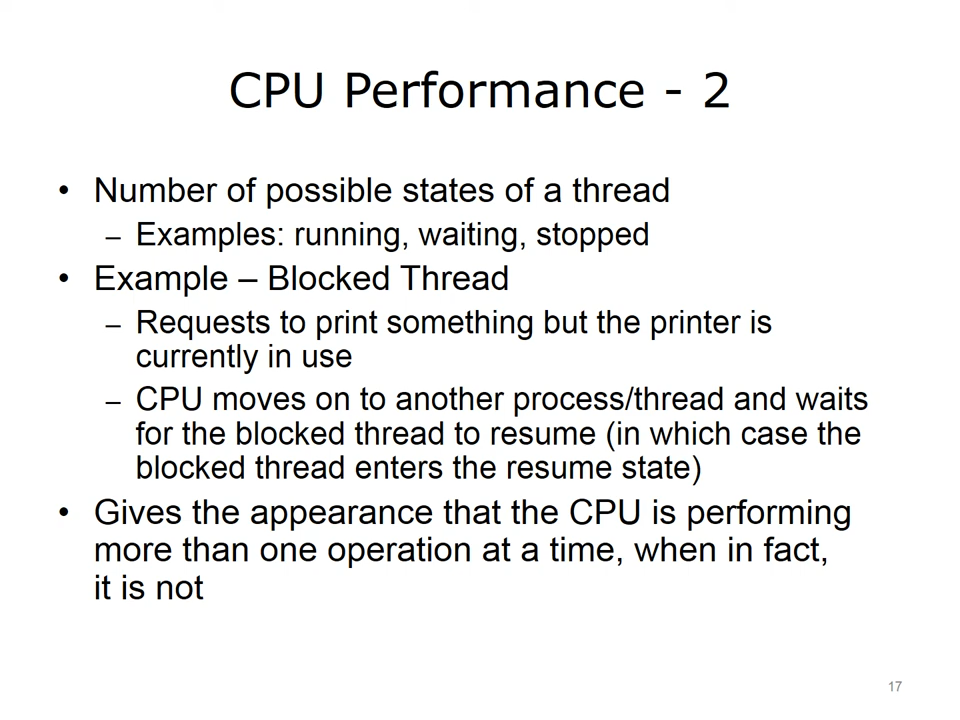 CPU Performance - 2
• Number of possible states of a thread
– Examples: running, waiting, stopped
• Example – Blocked Thread
– Requests to print something but the printer is
currently in use
– CPU moves on to another process/thread and waits
for the blocked thread to resume (in which case the
blocked thread enters the resume state)
• Gives the appearance that the CPU is performing
more than one operation at a time, when in fact,
it is not
17